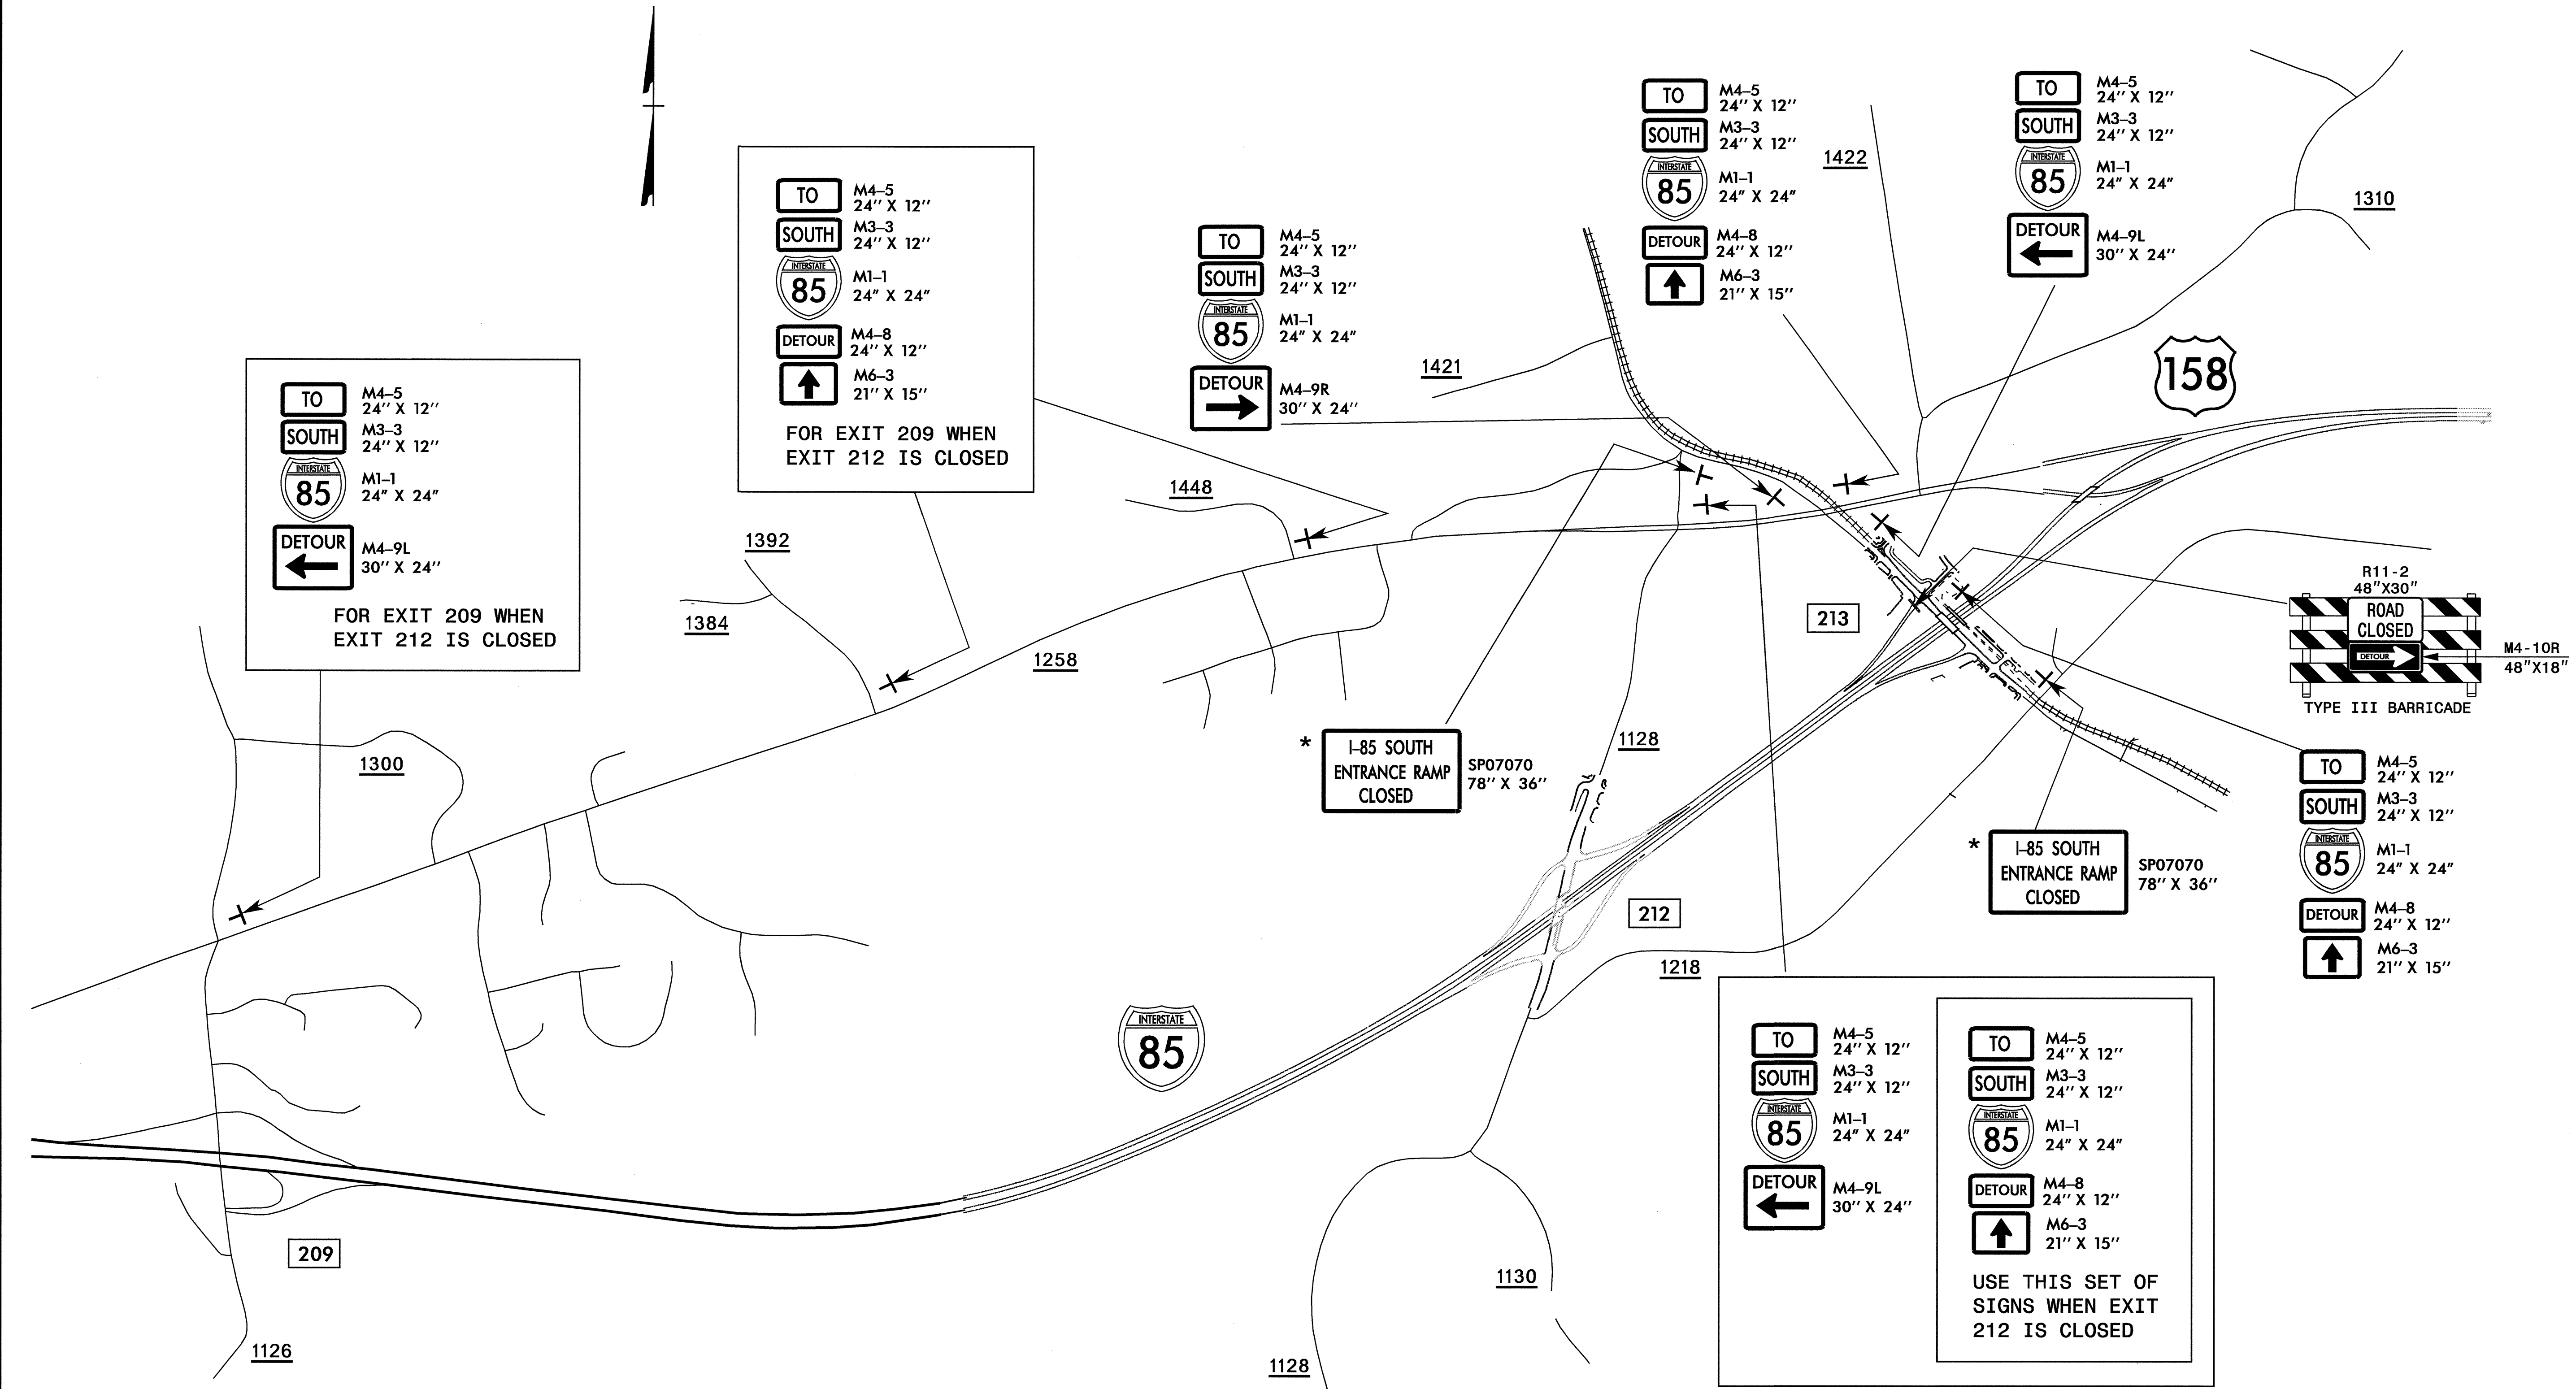 TO
M4-5
24" X 12"
SOUTH
M3-3
24" X 12"
INTERSTATE
85
M1-1
24" X 24"
DETOUR
M4-9L
30" X 24"
FOR EXIT 209 WHEN
EXIT 212 IS CLOSED
TO
M4-5
24" X 12"
SOUTH
M3-3
24" X 12"
INTERSTATE
85
M1-1
24" X 24"
DETOUR
M4-8
24" X 12"
M6-3
21" X 15"
FOR EXIT 209 WHEN
EXIT 212 IS CLOSED
TO
M4-5
24" X 12"
SOUTH
M3-3
24" X 12"
INTERSTATE
85
M1-1
24" X 24"
DETOUR
M4-9R
30" X 24"
TO
M4-5
24" X 12"
SOUTH
M3-3
24" X 12"
INTERSTATE
85
M1-1
24" X 24"
DETOUR
M4-8
24" X 12"
M6-3
21" X 15"
TO
M4-5
24" X 12"
SOUTH
M3-3
24" X 12"
INTERSTATE
85
M1-1
24" X 24"
DETOUR
M4-9L
30" X 24"
1422
1310
1421
158
1448
1392
1384
1258
1300
213
R11-2
48"X30"
ROAD
CLOSED
DETOUR
M4-10R
48"X18"
TYPE III BARRICADE
*
I-85 SOUTH
ENTRANCE RAMP
CLOSED
SP07070
78" X 36"
1128
*
I-85 SOUTH
ENTRANCE RAMP
CLOSED
SP07070
78" X 36"
TO
M4-5
24" X 12"
SOUTH
M3-3
24" X 12"
INTERSTATE
85
M1-1
24" X 24"
DETOUR
M4-8
24" X 12"
M6-3
21" X 15"
212
1218
INTERSTATE
85
TO
M4-5
24" X 12"
SOUTH
M3-3
24" X 12"
INTERSTATE
85
M1-1
24" X 24"
DETOUR
M4-9L
30" X 24"
TO
M4-5
24" X 12"
SOUTH
M3-3
24" X 12"
INTERSTATE
85
M1-1
24" X 24"
DETOUR
M4-8
24" X 12"
M6-3
21" X 15"
USE THIS SET OF
SIGNS WHEN EXIT
212 IS CLOSED
209
1130
1126
1128